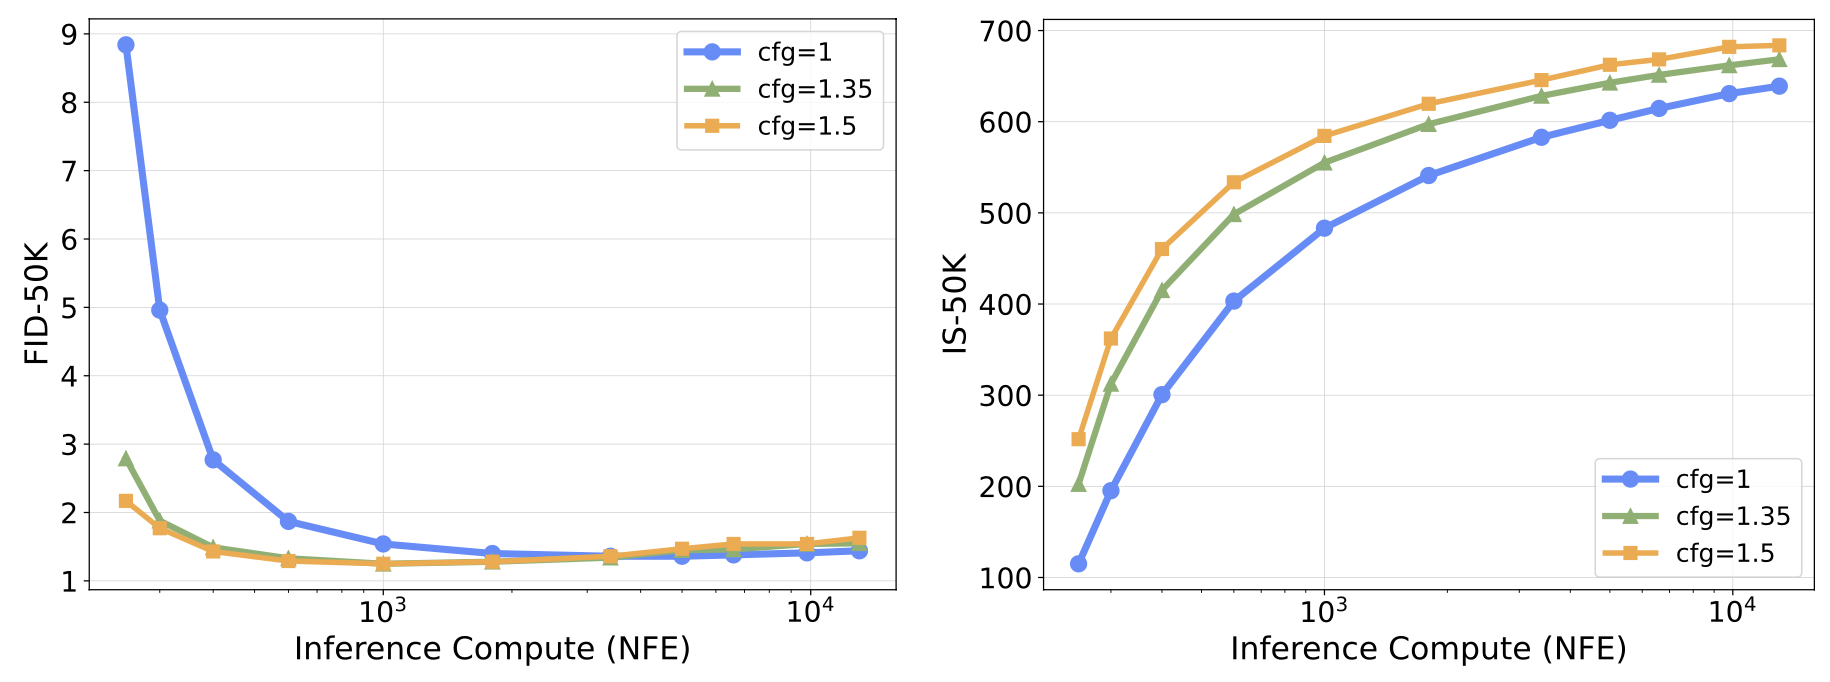 FID-50K
9
8
7
6
5
4
3
2
1
10³
10⁴
Inference Compute (NFE)
cfg=1
cfg=1.35
cfg=1.5
IS-50K
700
600
500
400
300
200
100
10³
10⁴
Inference Compute (NFE)
cfg=1
cfg=1.35
cfg=1.5